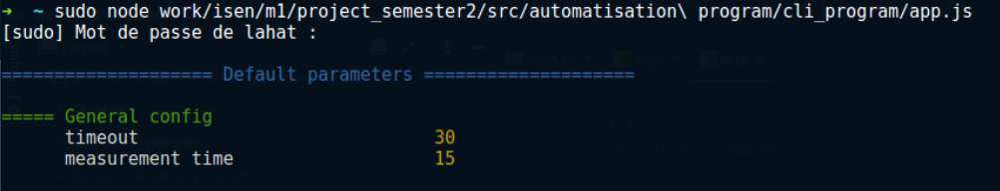 ➜ ~ sudo node work/isen/m1/project_semester2/src/automatisation\ program/cli_program/app.js
[sudo] Mot de passe de lahat :
==================== Default parameters ====================
===== General config
timeout 30
measurement time 15